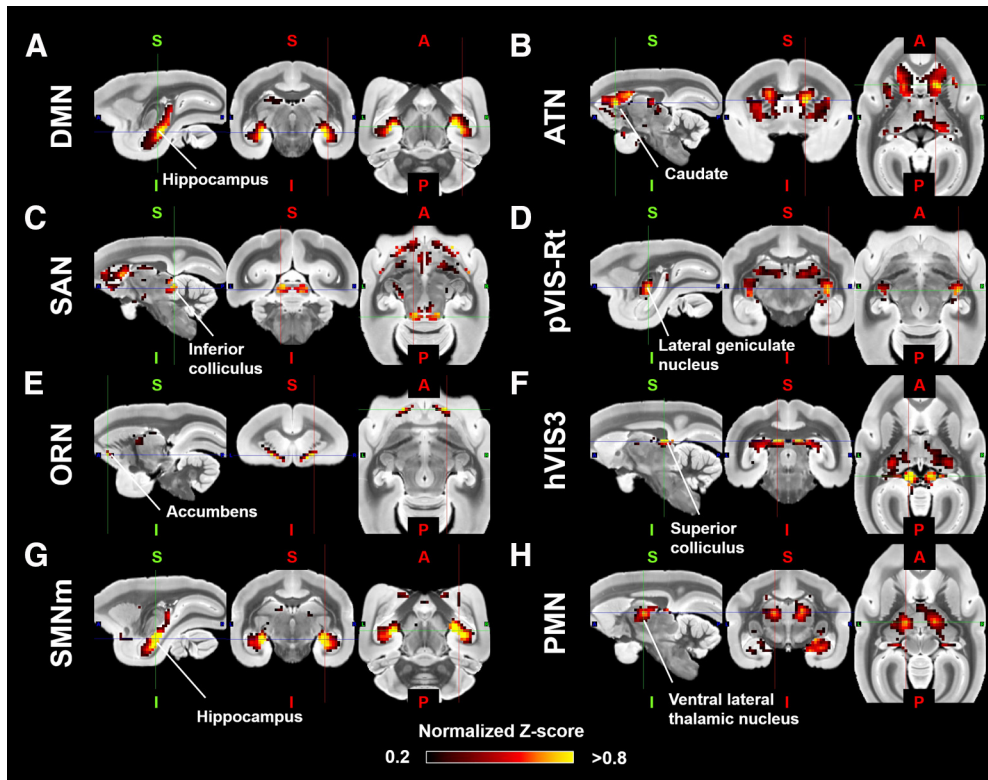 A
DMN
S
S
A
Hippocampus
I
I
P
B
ATN
S
S
A
Caudate
I
I
P
C
SAN
S
S
A
Inferior
colliculus
I
I
P
D
pVIS-Rt
S
S
A
Lateral geniculate
nucleus
I
I
P
E
ORN
S
S
A
Accumbens
I
I
P
F
hVIS3
S
S
A
Superior
colliculus
I
I
P
G
SMNm
S
S
A
Hippocampus
I
I
P
H
PMN
S
S
A
Ventral lateral
thalamic nucleus
I
I
P
Normalized Z-score
0.2
>0.8